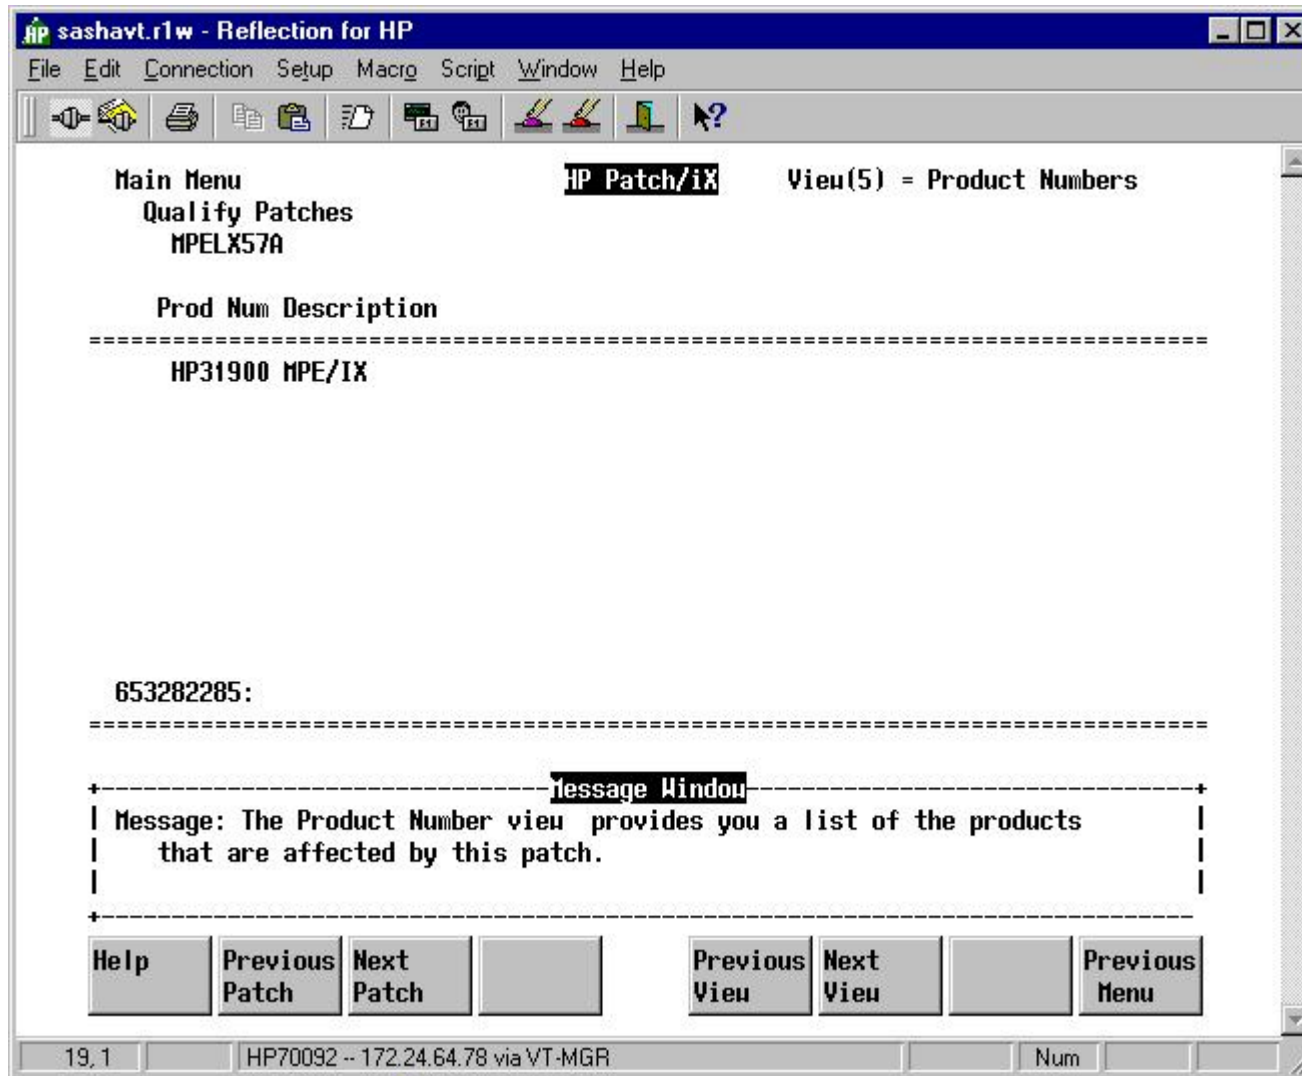 sashavt.r1w - Reflection for HP
File Edit Connection Setup Macro Script Window Help
Main Menu HP Patch/iX View(5) = Product Numbers
Qualify Patches
MPELX57A
Prod Num Description
================================================================================
HP31900 MPE/IX
653282285:
================================================================================
Message Window
Message: The Product Number view provides you a list of the products
that are affected by this patch.
Help Previous Patch Next Patch Previous View Next View Previous Menu
19, 1 HP70092 -- 172.24.64.78 via VT-MGR Num